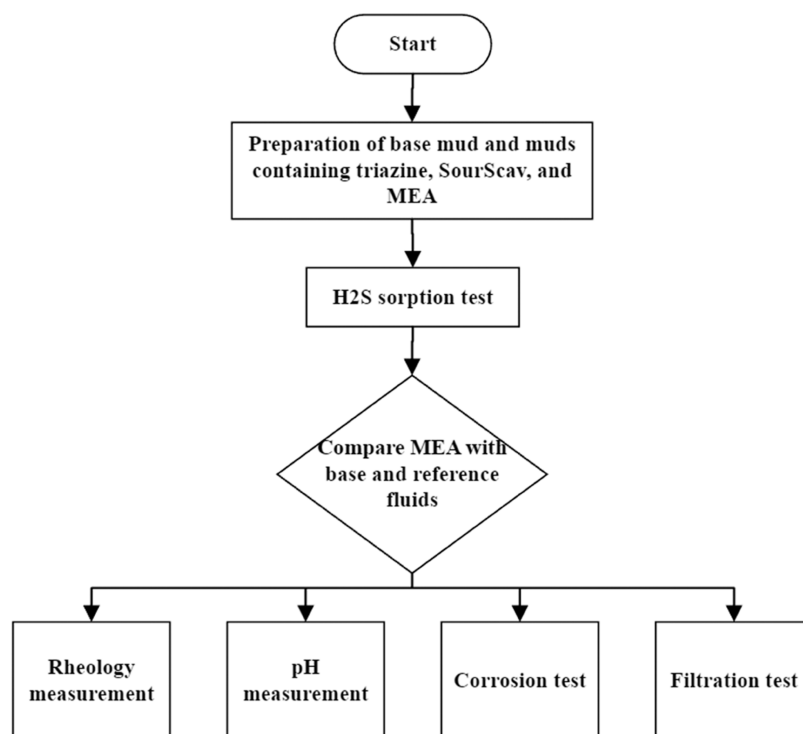 Start
Preparation of base mud and muds
containing triazine, SourScav, and
MEA
H2S sorption test
Compare MEA with
base and reference
fluids
Rheology
measurement
pH
measurement
Corrosion test
Filtration test